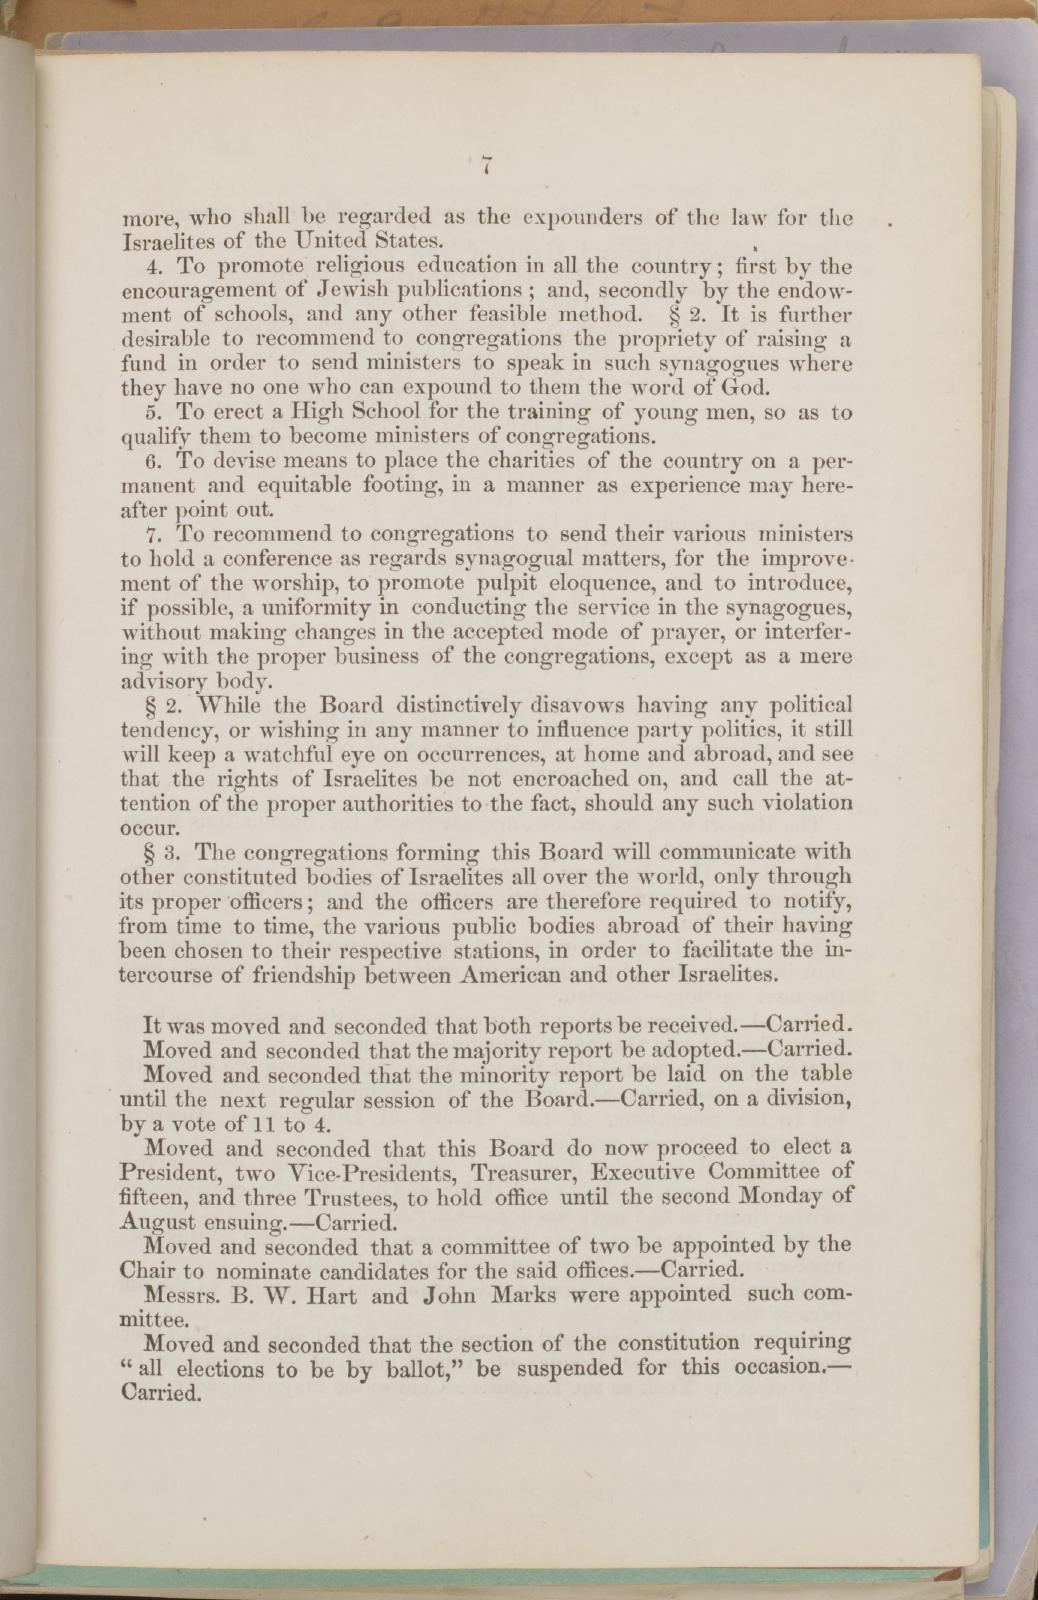 7
more, who shall be regarded as the expounders of the law for the
Israelites of the United States.
4. To promote religious education in all the country; first by the
encouragement of Jewish publications; and, secondly by the endow-
ment of schools, and any other feasible method. § 2. It is further
desirable to recommend to congregations the propriety of raising a
fund in order to send ministers to speak in such synagogues where
they have no one who can expound to them the word of God.
5. To erect a High School for the training of young men, so as to
qualify them to become ministers of congregations.
6. To devise means to place the charities of the country on a per-
manent and equitable footing, in a manner as experience may here-
after point out.
7. To recommend to congregations to send their various ministers
to hold a conference as regards synagogual matters, for the improve-
ment of the worship, to promote pulpit eloquence, and to introduce,
if possible, a uniformity in conducting the service in the synagogues,
without making changes in the accepted mode of prayer, or interfer-
ing with the proper business of the congregations, except as a mere
advisory body.
§ 2. While the Board distinctively disavows having any political
tendency, or wishing in any manner to influence party politics, it still
will keep a watchful eye on occurrences, at home and abroad, and see
that the rights of Israelites be not encroached on, and call the at-
tention of the proper authorities to the fact, should any such violation
occur.
§ 3. The congregations forming this Board will communicate with
other constituted bodies of Israelites all over the world, only through
its proper officers; and the officers are therefore required to notify,
from time to time, the various public bodies abroad of their having
been chosen to their respective stations, in order to facilitate the in-
tercourse of friendship between American and other Israelites.
It was moved and seconded that both reports be received.—Carried.
Moved and seconded that the majority report be adopted.—Carried.
Moved and seconded that the minority report be laid on the table
until the next regular session of the Board.—Carried, on a division,
by a vote of 11 to 4.
Moved and seconded that this Board do now proceed to elect a
President, two Vice-Presidents, Treasurer, Executive Committee of
fifteen, and three Trustees, to hold office until the second Monday of
August ensuing.—Carried.
Moved and seconded that a committee of two be appointed by the
Chair to nominate candidates for the said offices.—Carried.
Messrs. B. W. Hart and John Marks were appointed such com-
mittee.
Moved and seconded that the section of the constitution requiring
“all elections to be by ballot,” be suspended for this occasion.—
Carried.